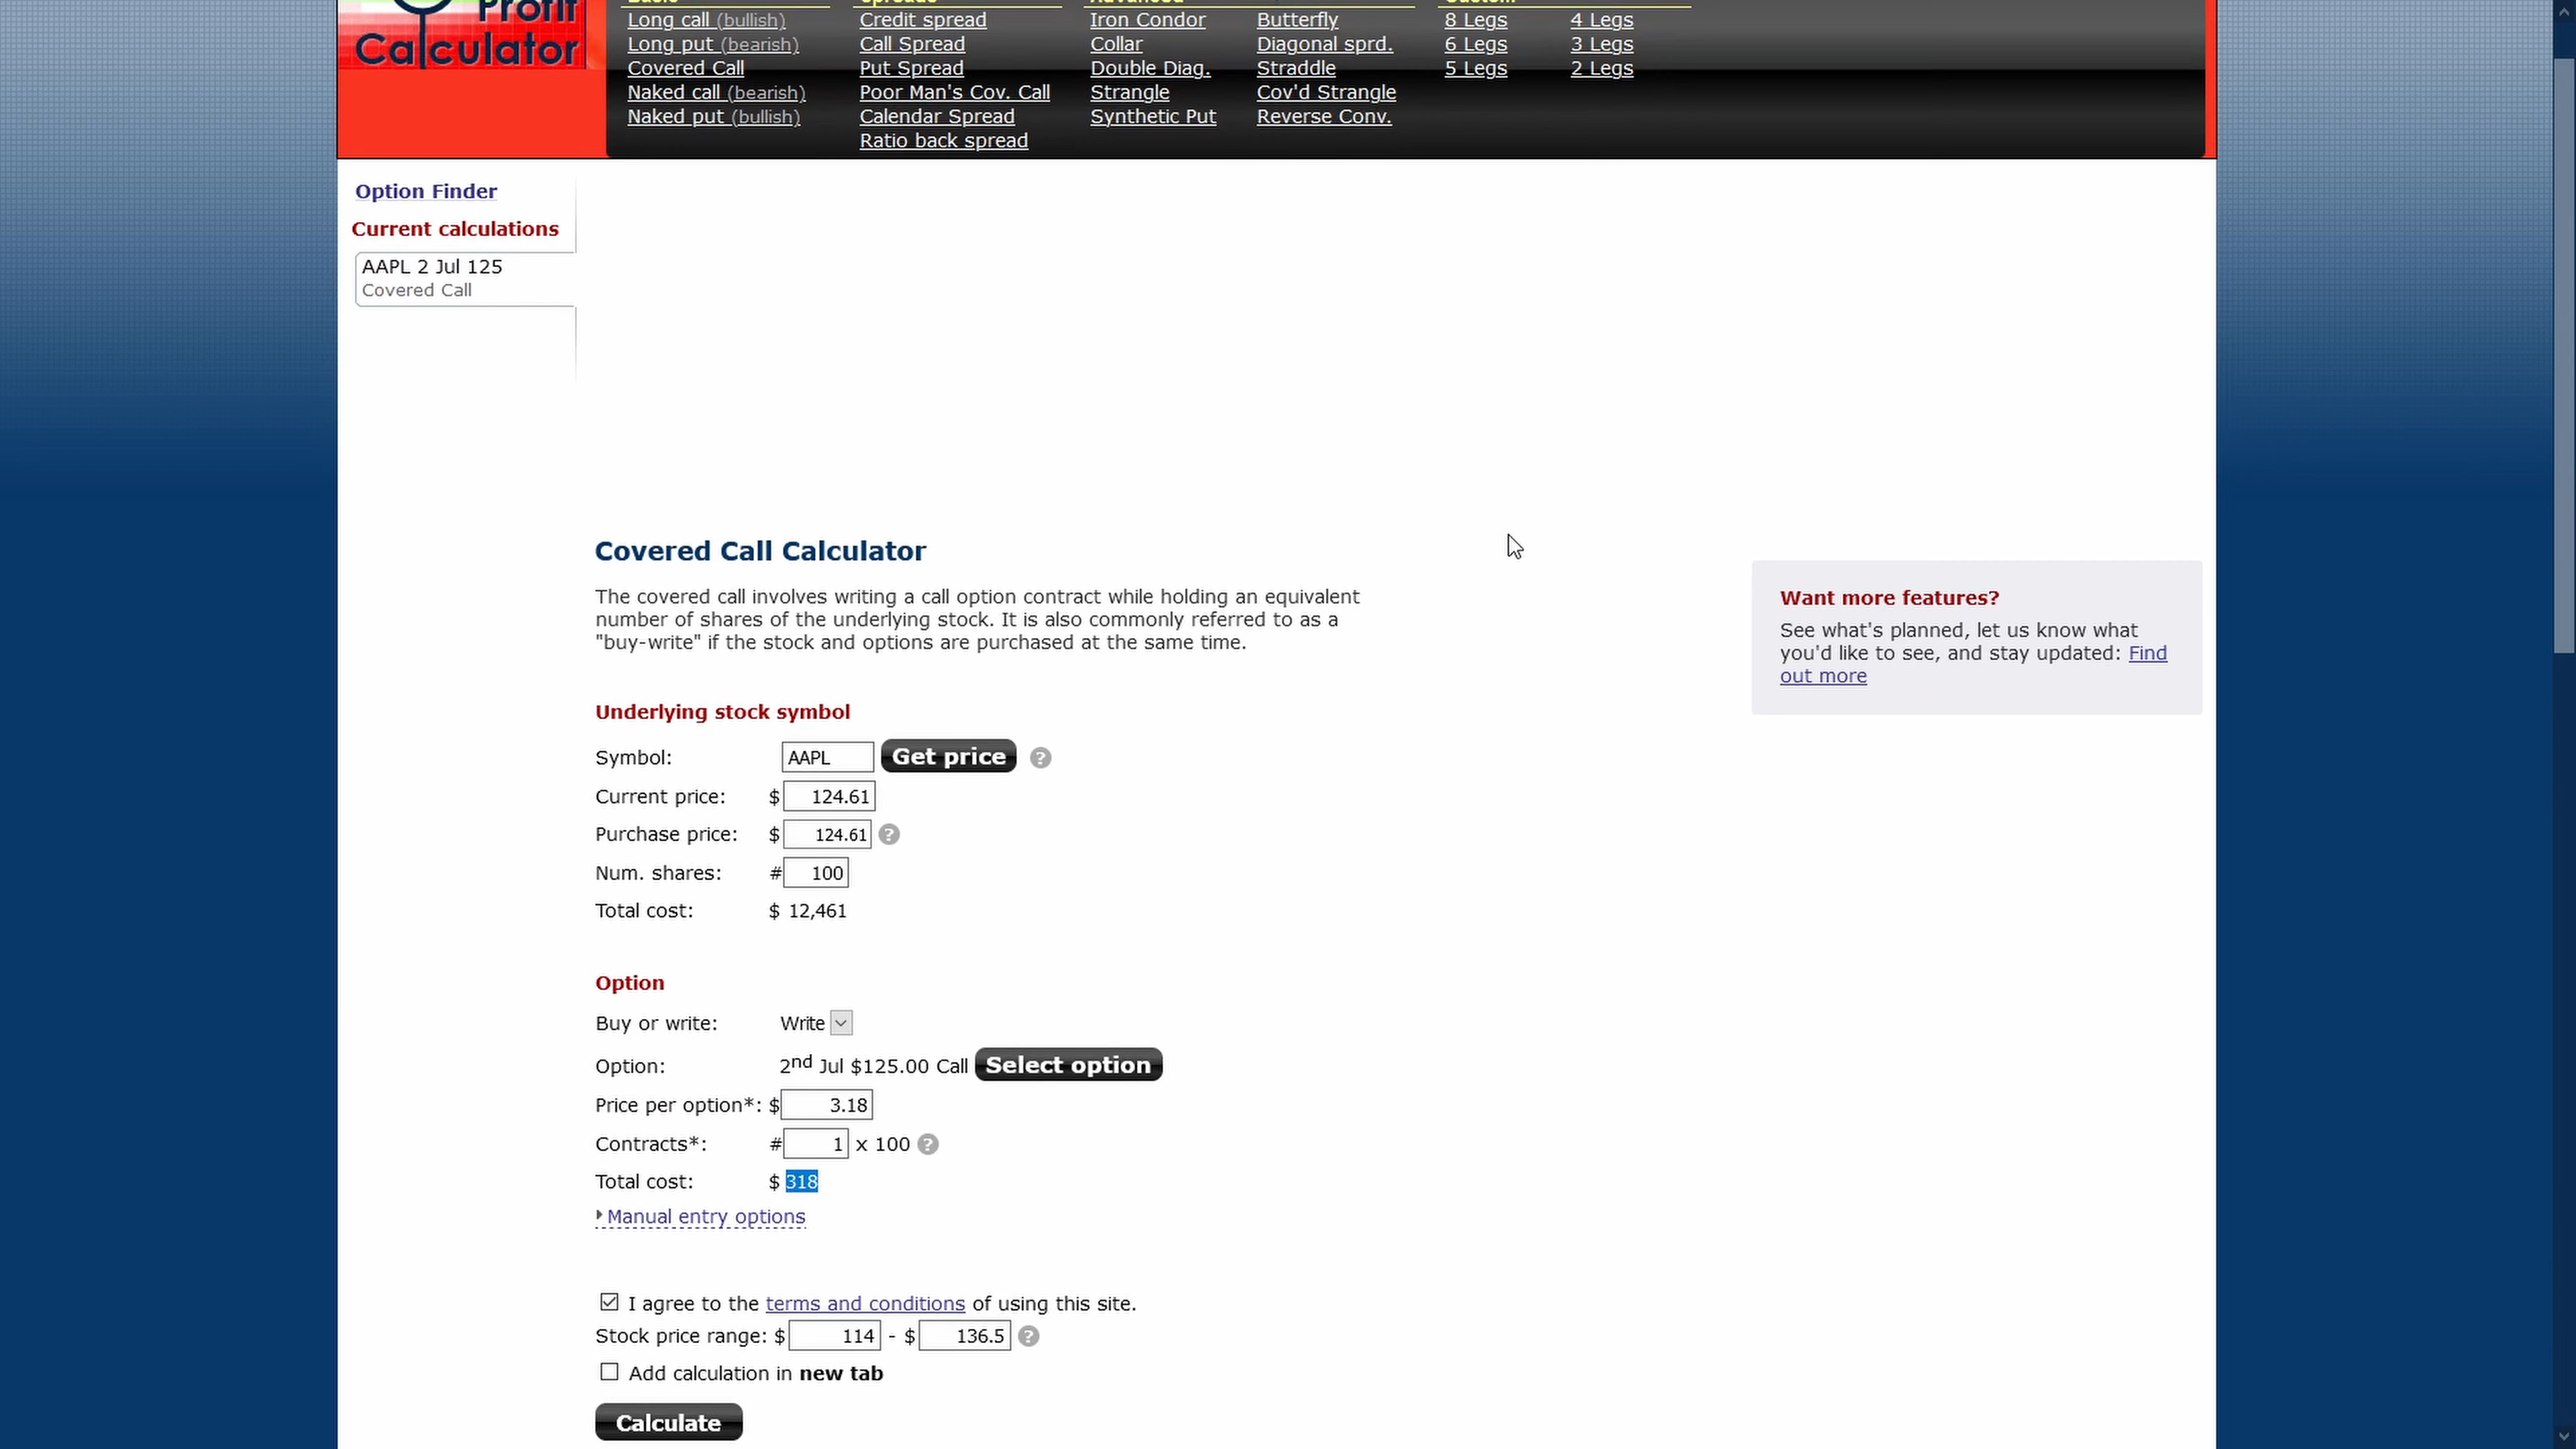 Profit
Calculator
Long call (bullish)
Long put (bearish)
Covered Call
Naked call (bearish)
Naked put (bullish)
Credit spread
Call Spread
Put Spread
Poor Man's Cov. Call
Calendar Spread
Ratio back spread
Iron Condor
Collar
Double Diag.
Strangle
Synthetic Put
Butterfly
Diagonal sprd.
Straddle
Cov'd Strangle
Reverse Conv.
8 Legs
6 Legs
5 Legs
4 Legs
3 Legs
2 Legs
Option Finder
Current calculations
AAPL 2 Jul 125
Covered Call
Covered Call Calculator
The covered call involves writing a call option contract while holding an equivalent
number of shares of the underlying stock. It is also commonly referred to as a
"buy-write" if the stock and options are purchased at the same time.
Want more features?
See what's planned, let us know what
you'd like to see, and stay updated: Find
out more
Underlying stock symbol
Symbol: AAPL Get price ?
Current price: $ 124.61
Purchase price: $ 124.61 ?
Num. shares: # 100
Total cost: $ 12,461
Option
Buy or write: Write
Option: 2nd Jul $125.00 Call Select option
Price per option*: $ 3.18
Contracts*: # 1 x 100 ?
Total cost: $ 318
Manual entry options
I agree to the terms and conditions of using this site.
Stock price range: $ 114 - $ 136.5 ?
Add calculation in new tab
Calculate